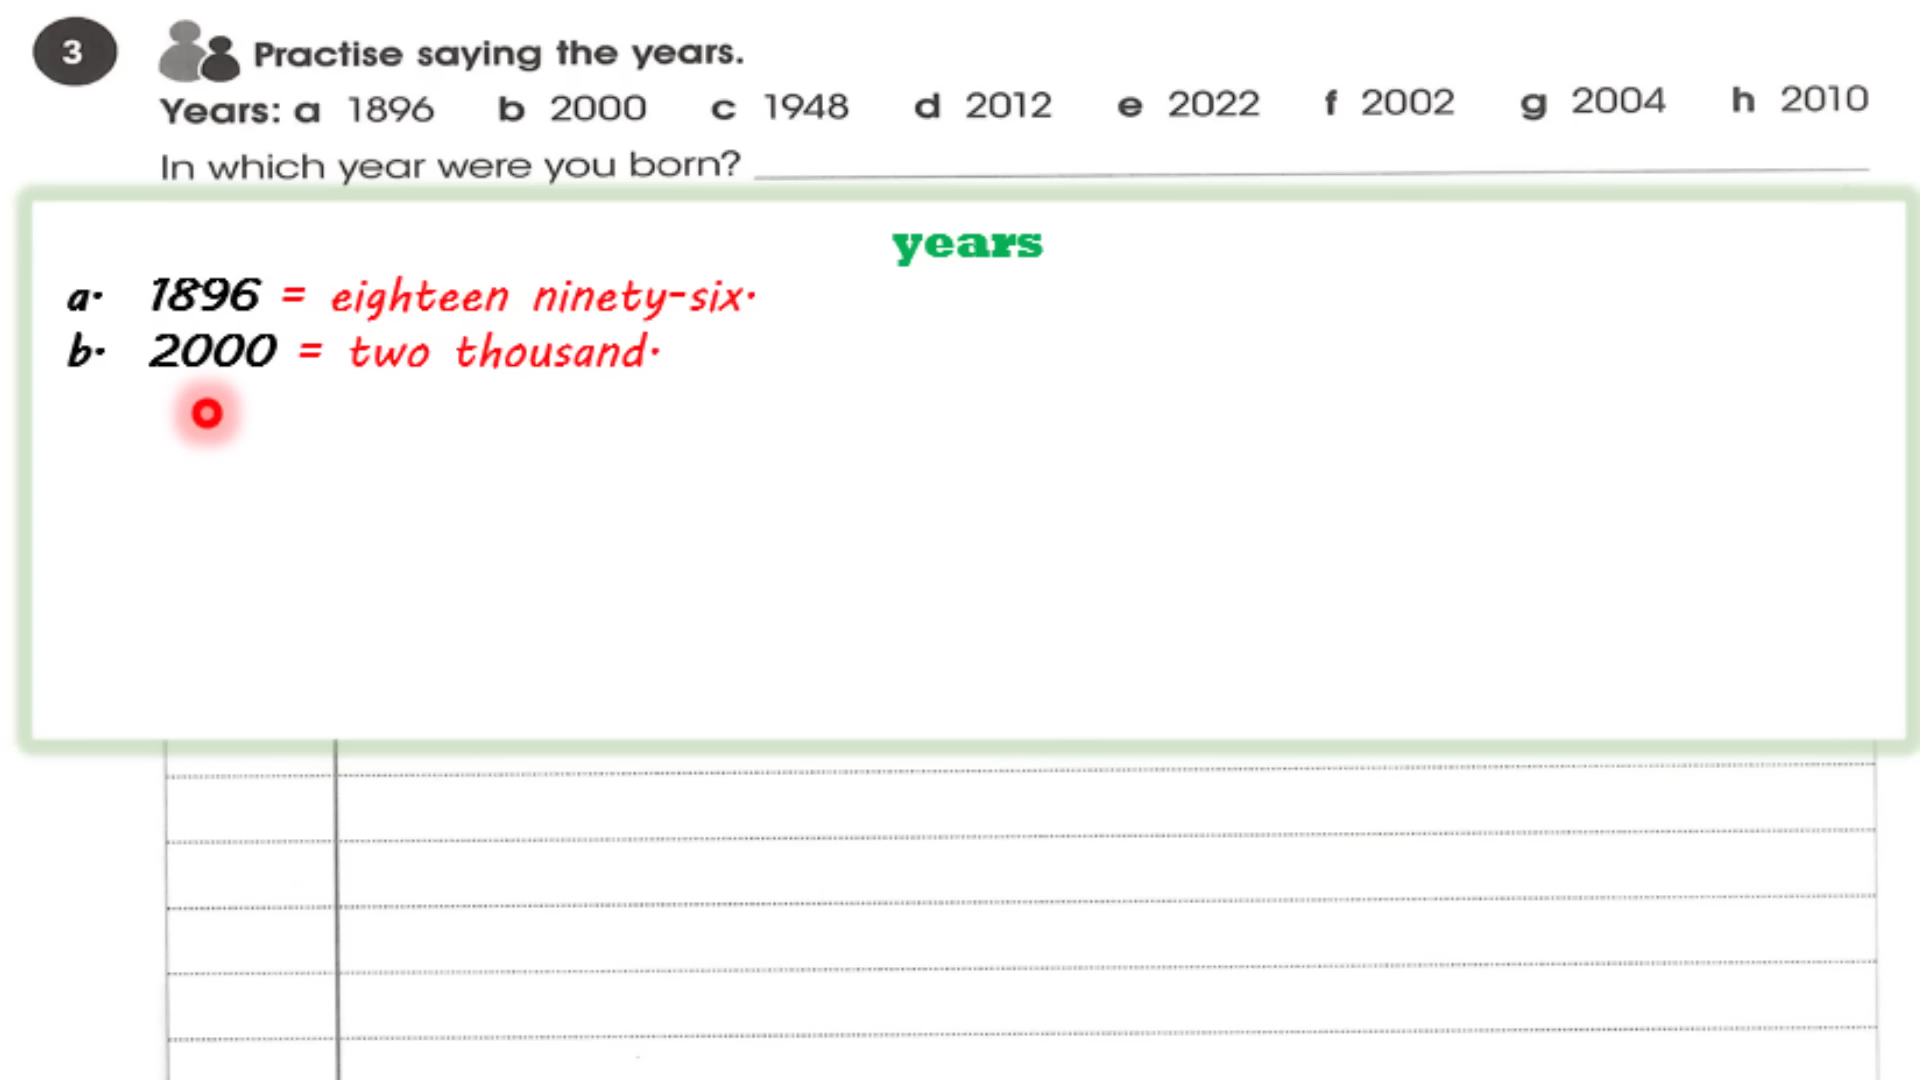 3 Practise saying the years.
Years: a 1896 b 2000 c 1948 d 2012 e 2022 f 2002 g 2004 h 2010
In which year were you born?
years
a. 1896 = eighteen ninety-six.
b. 2000 = two thousand.